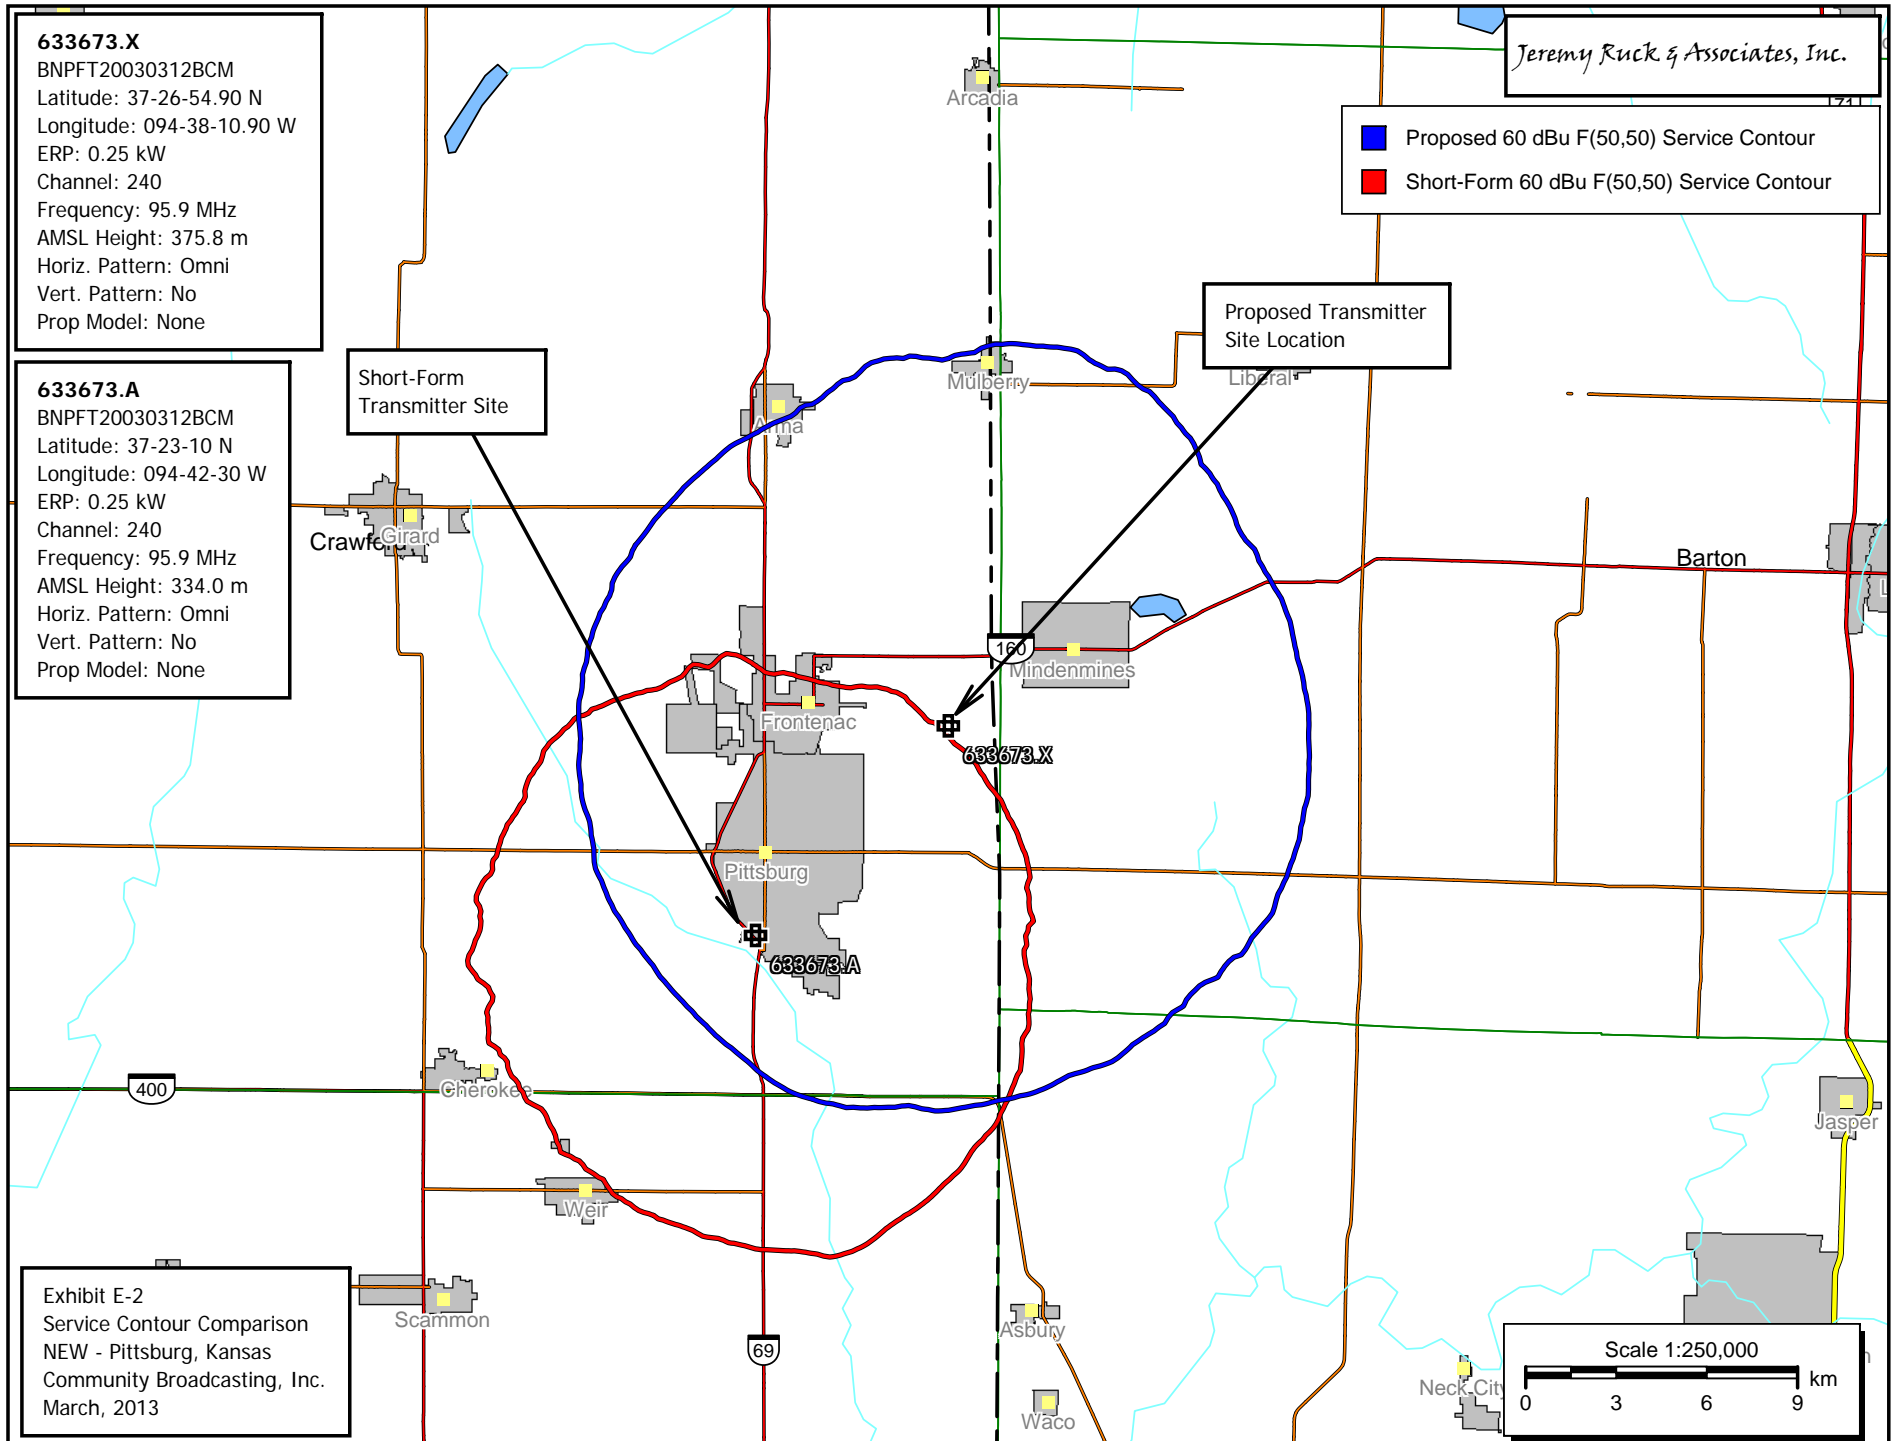 633673.X
BNPFT20030312BCM
Latitude: 37-26-54.90 N
Longitude: 094-38-10.90 W
ERP: 0.25 kW
Channel: 240
Frequency: 95.9 MHz
AMSL Height: 375.8 m
Horiz. Pattern: Omni
Vert. Pattern: No
Prop Model: None
633673.A
BNPFT20030312BCM
Latitude: 37-23-10 N
Longitude: 094-42-30 W
ERP: 0.25 kW
Channel: 240
Frequency: 95.9 MHz
AMSL Height: 334.0 m
Horiz. Pattern: Omni
Vert. Pattern: No
Prop Model: None
Jeremy Ruck & Associates, Inc.
71
Proposed 60 dBu F(50,50) Service Contour
Short-Form 60 dBu F(50,50) Service Contour
Proposed Transmitter
Site Location
Short-Form
Transmitter Site
Arcadia
Mulberry
Liberal
Arma
Girard
Crawford
Barton
160
Mindenmines
Frontenac
633673.X
Pittsburg
633673.A
Cherokee
400
Jasper
Weir
Scammon
Asbury
69
Neck City
Waco
Exhibit E-2
Service Contour Comparison
NEW - Pittsburg, Kansas
Community Broadcasting, Inc.
March, 2013
Scale 1:250,000
0 3 6 9 km